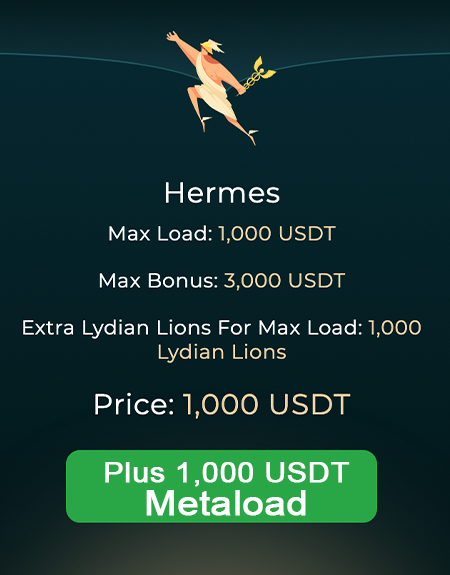 Hermes
Max Load: 1,000 USDT
Max Bonus: 3,000 USDT
Extra Lydian Lions For Max Load: 1,000
Lydian Lions
Price: 1,000 USDT
Plus 1,000 USDT
Metaload